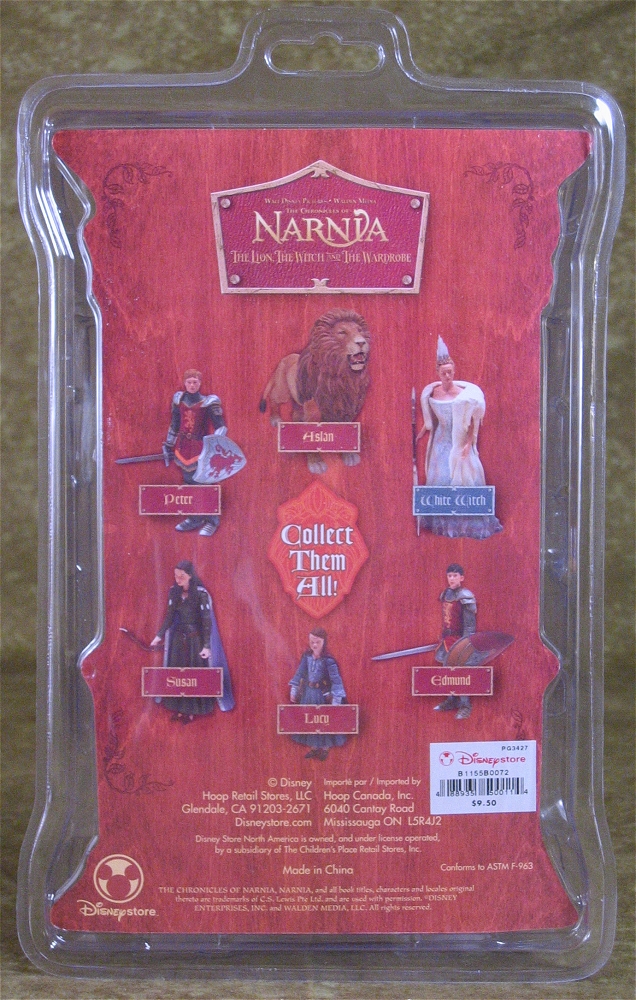 WALT DISNEY PICTURES • WALDEN MEDIA
THE CHRONICLES OF
NARNIA
THE LION, THE WITCH AND THE WARDROBE
Aslan
Peter
White Witch
Collect
Them
All!
Susan
Edmund
Lucy
PG3427
Disney store
B1155B0072
$9.50
© Disney
Hoop Retail Stores, LLC
Glendale, CA 91203-2671
Disneystore.com
Importé par / Imported by
Hoop Canada, Inc.
6040 Cantay Road
Mississauga ON L5R4J2
Disney Store North America is owned, and under license operated,
by a subsidiary of The Children's Place Retail Stores, Inc.
Made in China
Conforms to ASTM F-963
Disney store
THE CHRONICLES OF NARNIA, NARNIA, and all book titles, characters and locales original
thereto are trademarks of C.S. Lewis Pte Ltd. and are used with permission. ©DISNEY
ENTERPRISES, INC. and WALDEN MEDIA, LLC. All rights reserved.